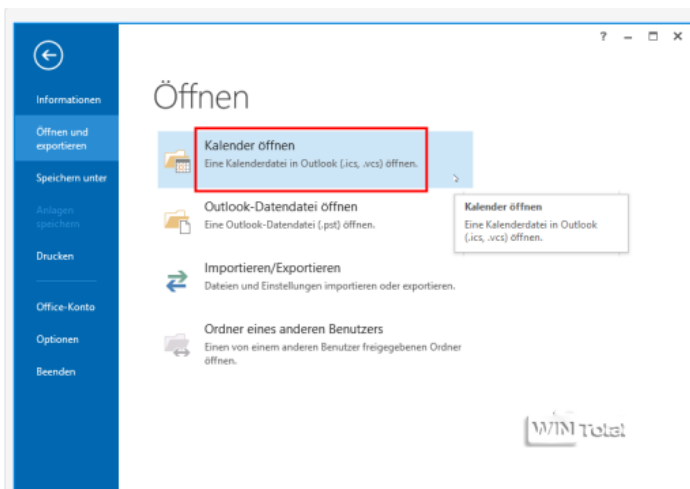 ?
Informationen
Öffnen und
exportieren
Speichern unter
Anlagen
speichern
Drucken
Office-Konto
Optionen
Beenden
Öffnen
Kalender öffnen
Eine Kalenderdatei in Outlook (.ics, .vcs) öffnen.
Outlook-Datendatei öffnen
Eine Outlook-Datendatei (.pst) öffnen.
Kalender öffnen
Eine Kalenderdatei in Outlook
(.ics, .vcs) öffnen.
Importieren/Exportieren
Dateien und Einstellungen importieren oder exportieren.
Ordner eines anderen Benutzers
Einen von einem anderen Benutzer freigegebenen Ordner
öffnen.
WIN Total